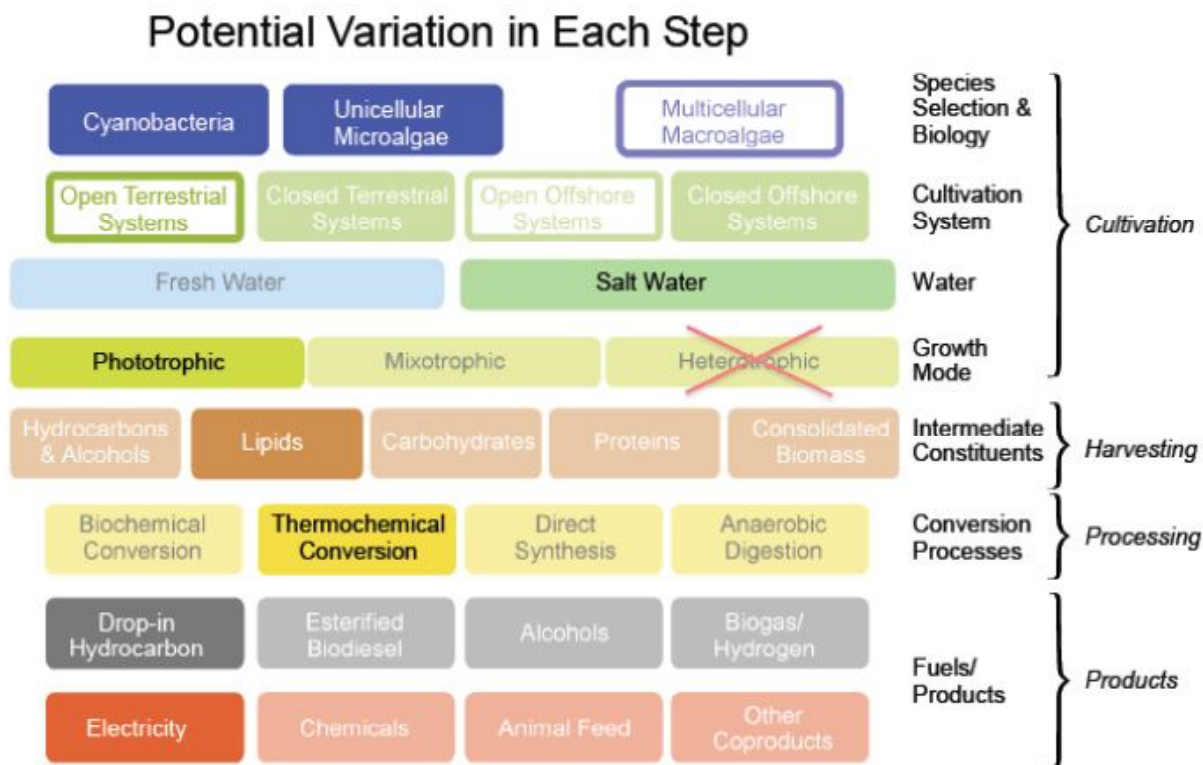 Potential Variation in Each Step
Cyanobacteria
Unicellular
Microalgae
Multicellular
Macroalgae
Species
Selection &
Biology
Open Terrestrial
Systems
Closed Terrestrial
Systems
Open Offshore
Systems
Closed Offshore
Systems
Cultivation
System
Cultivation
Fresh Water
Salt Water
Water
Phototrophic
Mixotrophic
Heterotrophic
Growth
Mode
Hydrocarbons
& Alcohols
Lipids
Carbohydrates
Proteins
Consolidated
Biomass
Intermediate
Constituents
Harvesting
Biochemical
Conversion
Thermochemical
Conversion
Direct
Synthesis
Anaerobic
Digestion
Conversion
Processes
Processing
Drop-in
Hydrocarbon
Esterified
Biodiesel
Alcohols
Biogas/
Hydrogen
Fuels/
Products
Products
Electricity
Chemicals
Animal Feed
Other
Coproducts